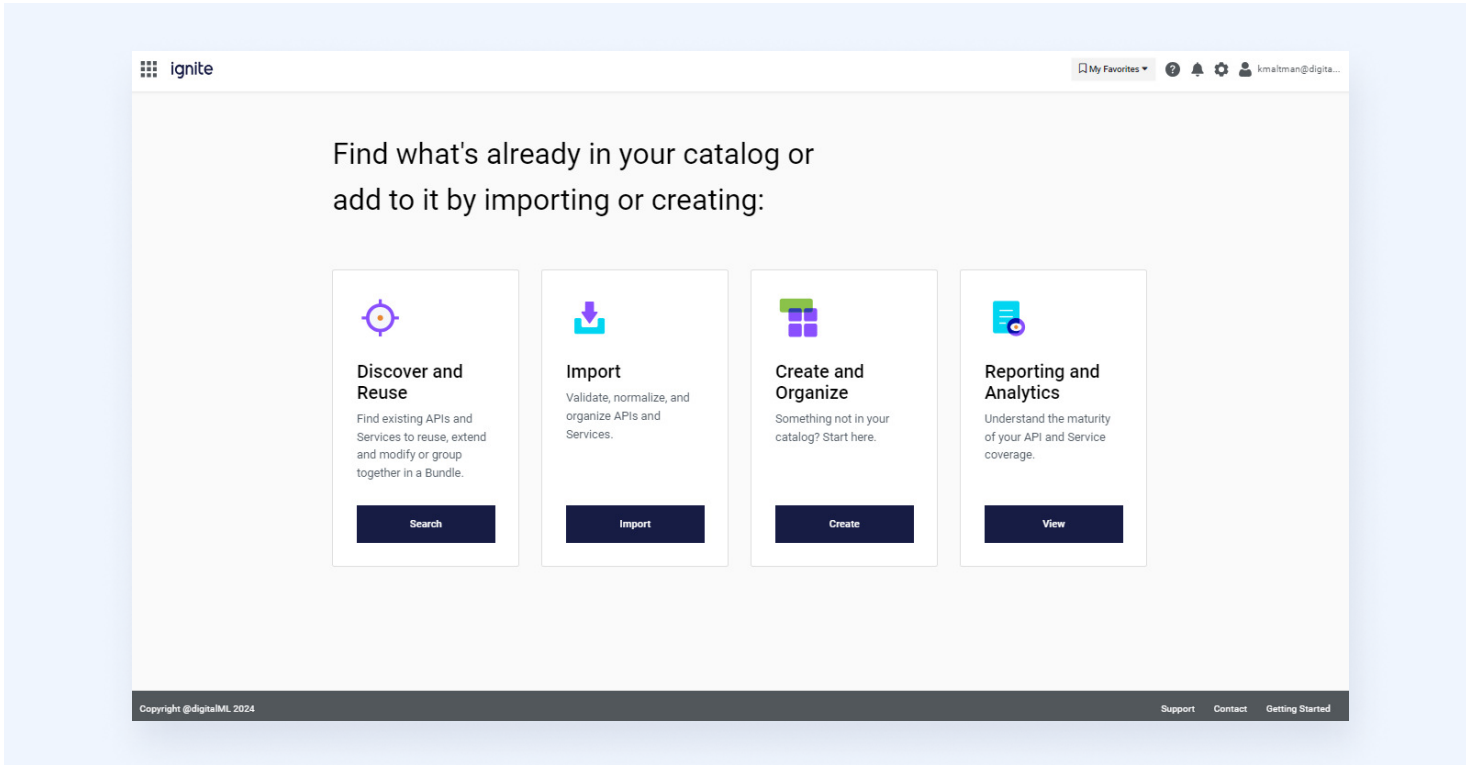 ignite
My Favorites
kmaltman@digita...
Find what's already in your catalog or
add to it by importing or creating:
Discover and
Reuse
Find existing APIs and
Services to reuse, extend
and modify or group
together in a Bundle.
Search
Import
Validate, normalize, and
organize APIs and
Services.
Import
Create and
Organize
Something not in your
catalog? Start here.
Create
Reporting and
Analytics
Understand the maturity
of your API and Service
coverage.
View
Copyright @digitalML 2024
Support
Contact
Getting Started